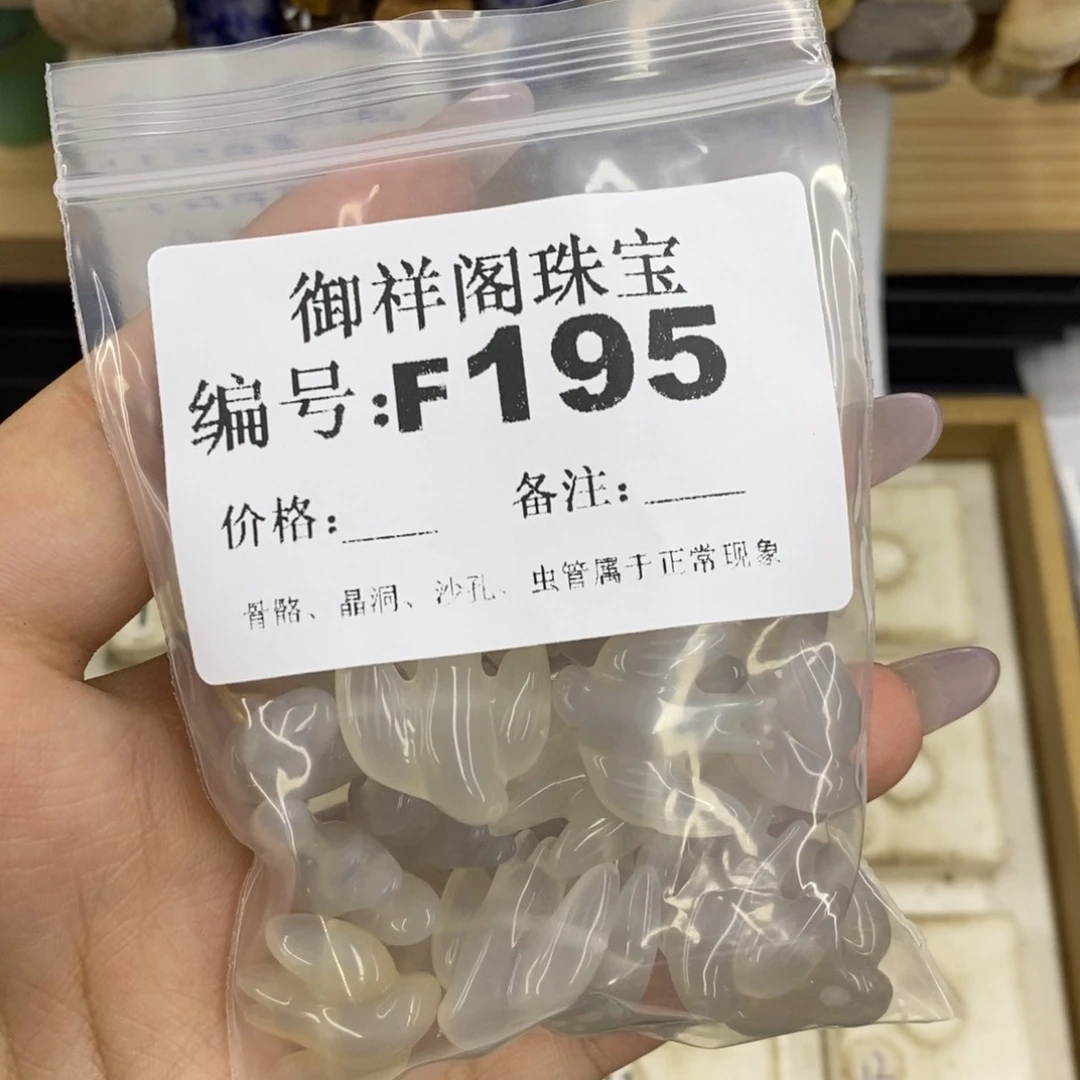 御祥阁珠宝
编号:F195
价格:____ 备注:____
骨骼、晶洞、沙孔、虫管属于正常现象
12